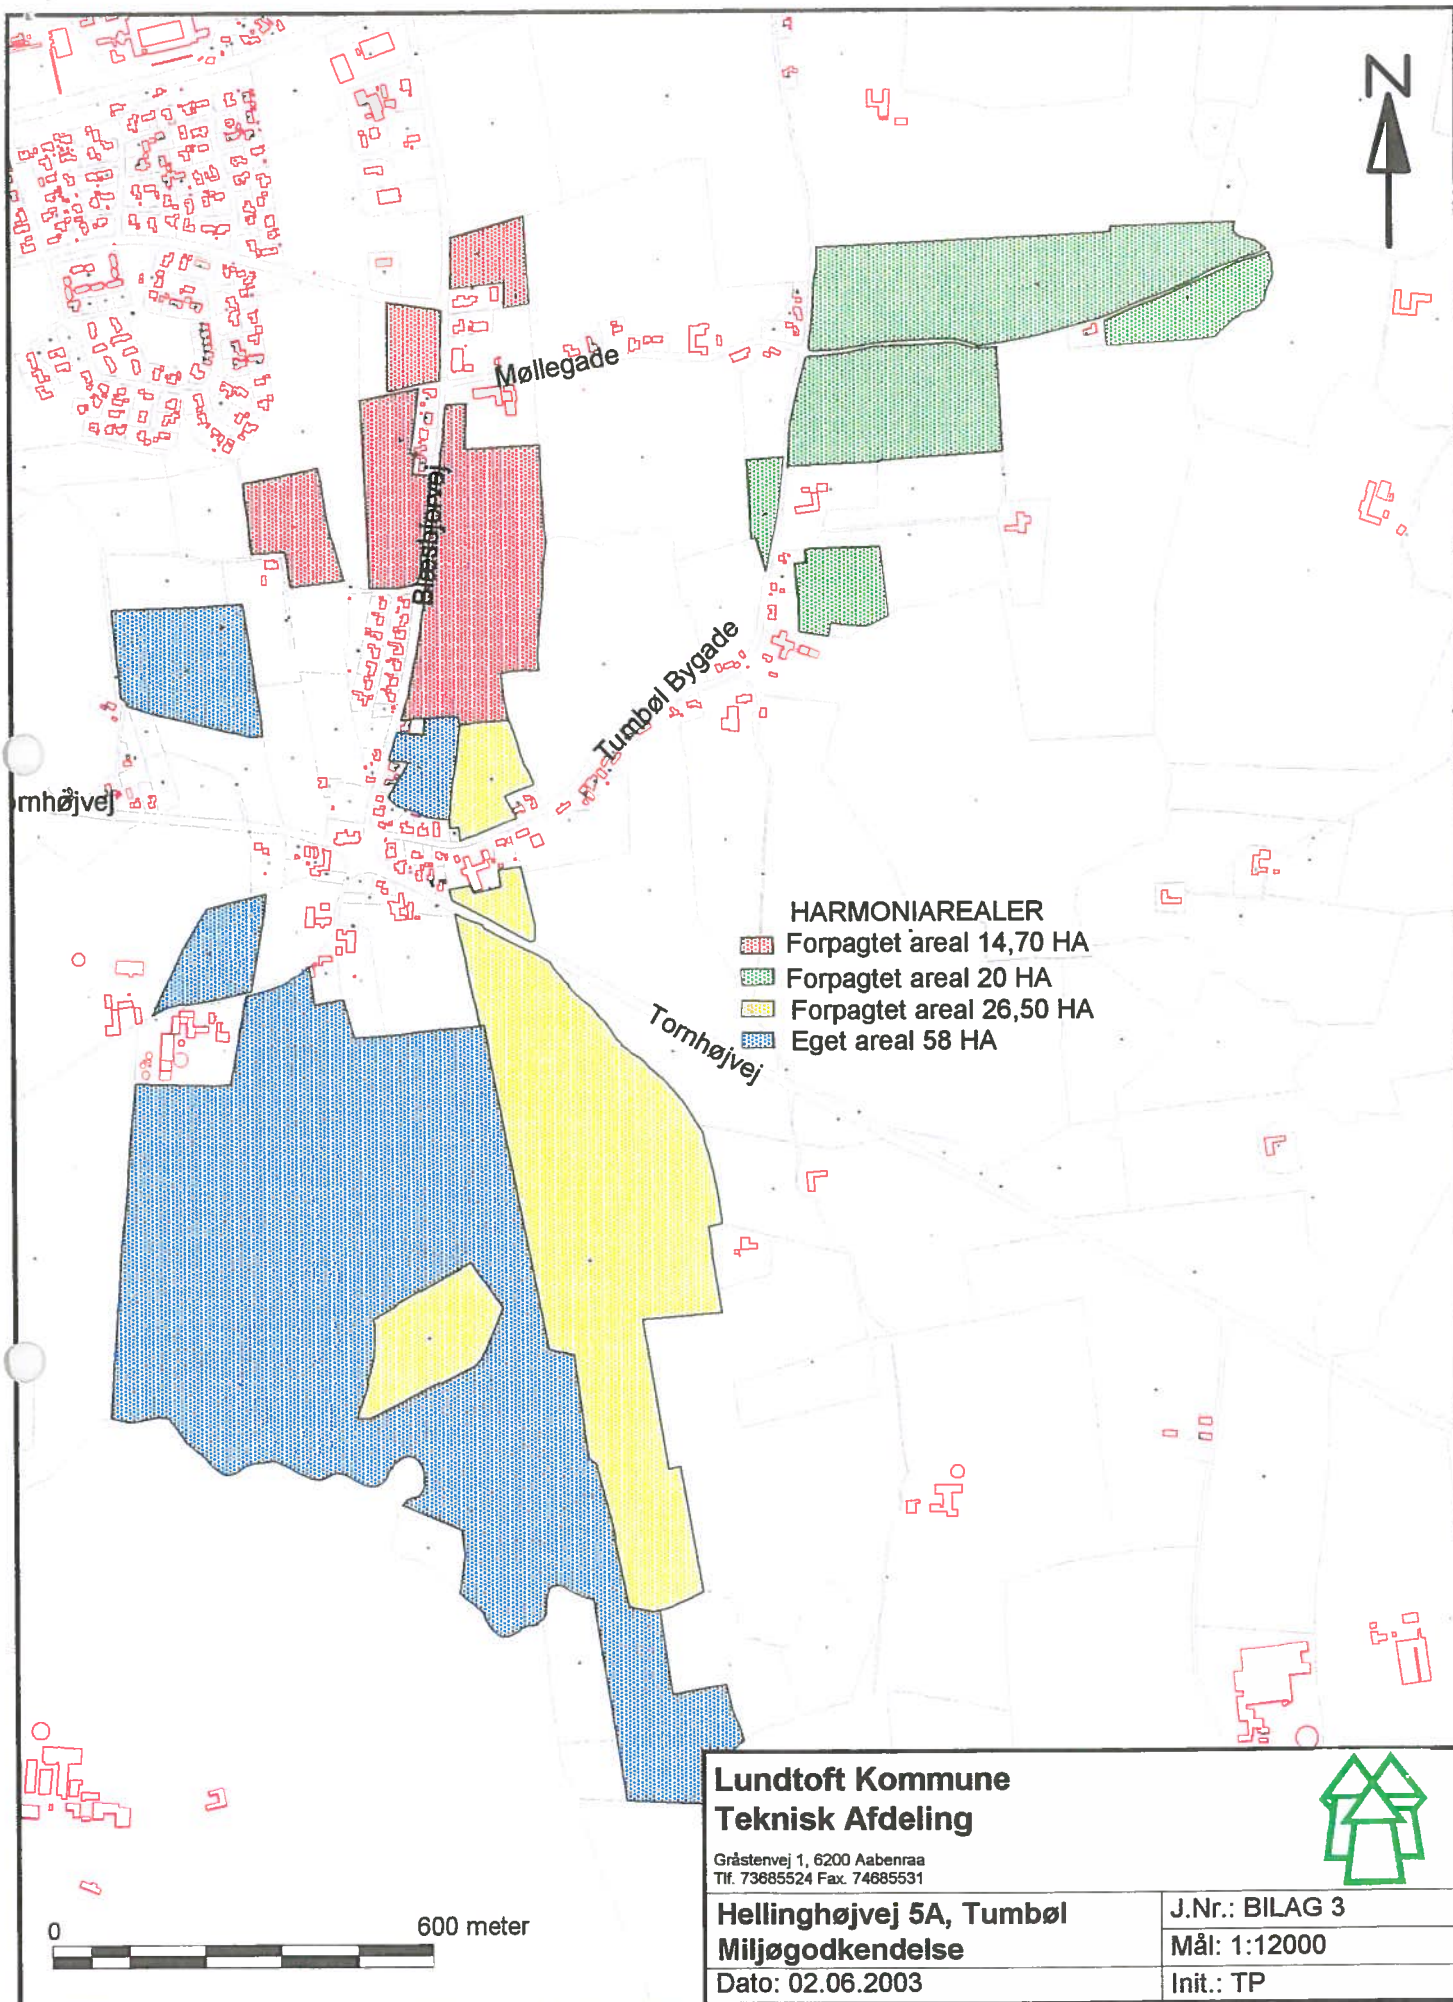 N
Møllegade
Blæsbjergvej
Tumbøl Bygade
rnhøjvej
HARMONIAREALER
Forpagtet areal 14,70 HA
Forpagtet areal 20 HA
Forpagtet areal 26,50 HA
Eget areal 58 HA
Tornhøjvej
Lundtoft Kommune
Teknisk Afdeling
Gråstenvej 1, 6200 Aabenraa
Tlf. 73685524 Fax. 74685531
Hellinghøjvej 5A, Tumbøl
Miljøgodkendelse
J.Nr.: BILAG 3
Mål: 1:12000
Dato: 02.06.2003
Init.: TP
0
600 meter